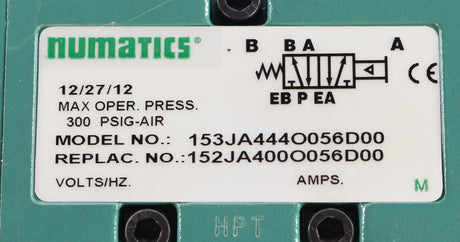 numatics®
B B A A
EB P EA
CE
12/27/12
MAX OPER. PRESS.
300 PSIG-AIR
MODEL NO.: 153JA444O056D00
REPLAC. NO.:152JA400O056D00
VOLTS/HZ. AMPS. M
HPT